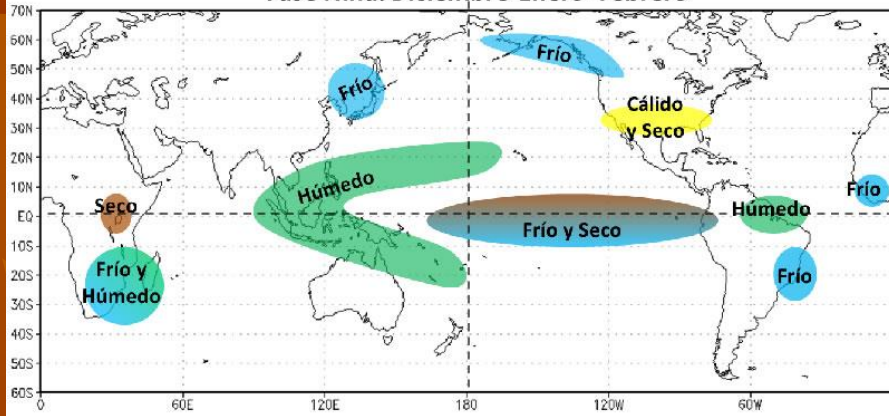 70N
60N
50N
40N
30N
20N
10N
EQ
10S
20S
30S
40S
50S
60S
Frío
Frío
Cálido
y Seco
Húmedo
Seco
Frío
Húmedo
Frío y Seco
Frío y
Húmedo
Frío
0
60E
120E
180
120W
60W